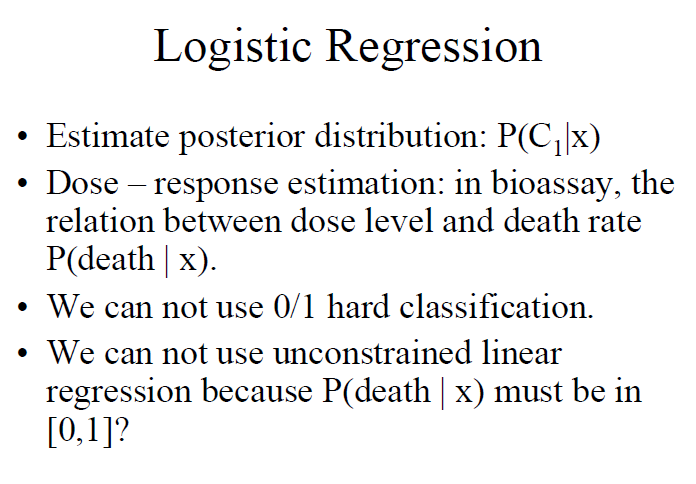 Logistic Regression
• Estimate posterior distribution: P(C₁|x)
• Dose – response estimation: in bioassay, the
relation between dose level and death rate
P(death | x).
• We can not use 0/1 hard classification.
• We can not use unconstrained linear
regression because P(death | x) must be in
[0,1]?